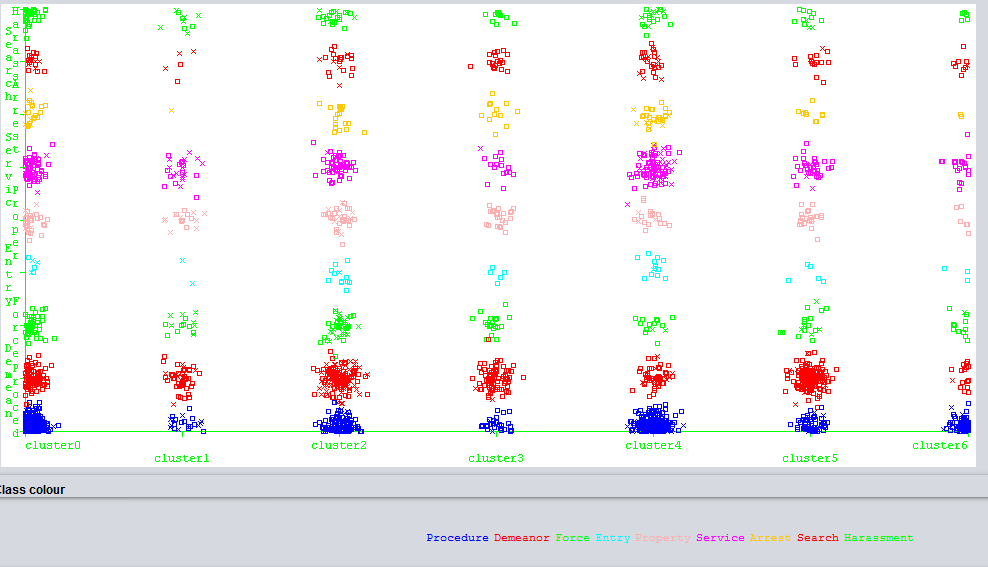 cluster0
cluster2
cluster4
cluster6
cluster1
cluster3
cluster5
Class colour
Procedure Demeanor Force Entry Property Service Arrest Search Harassment